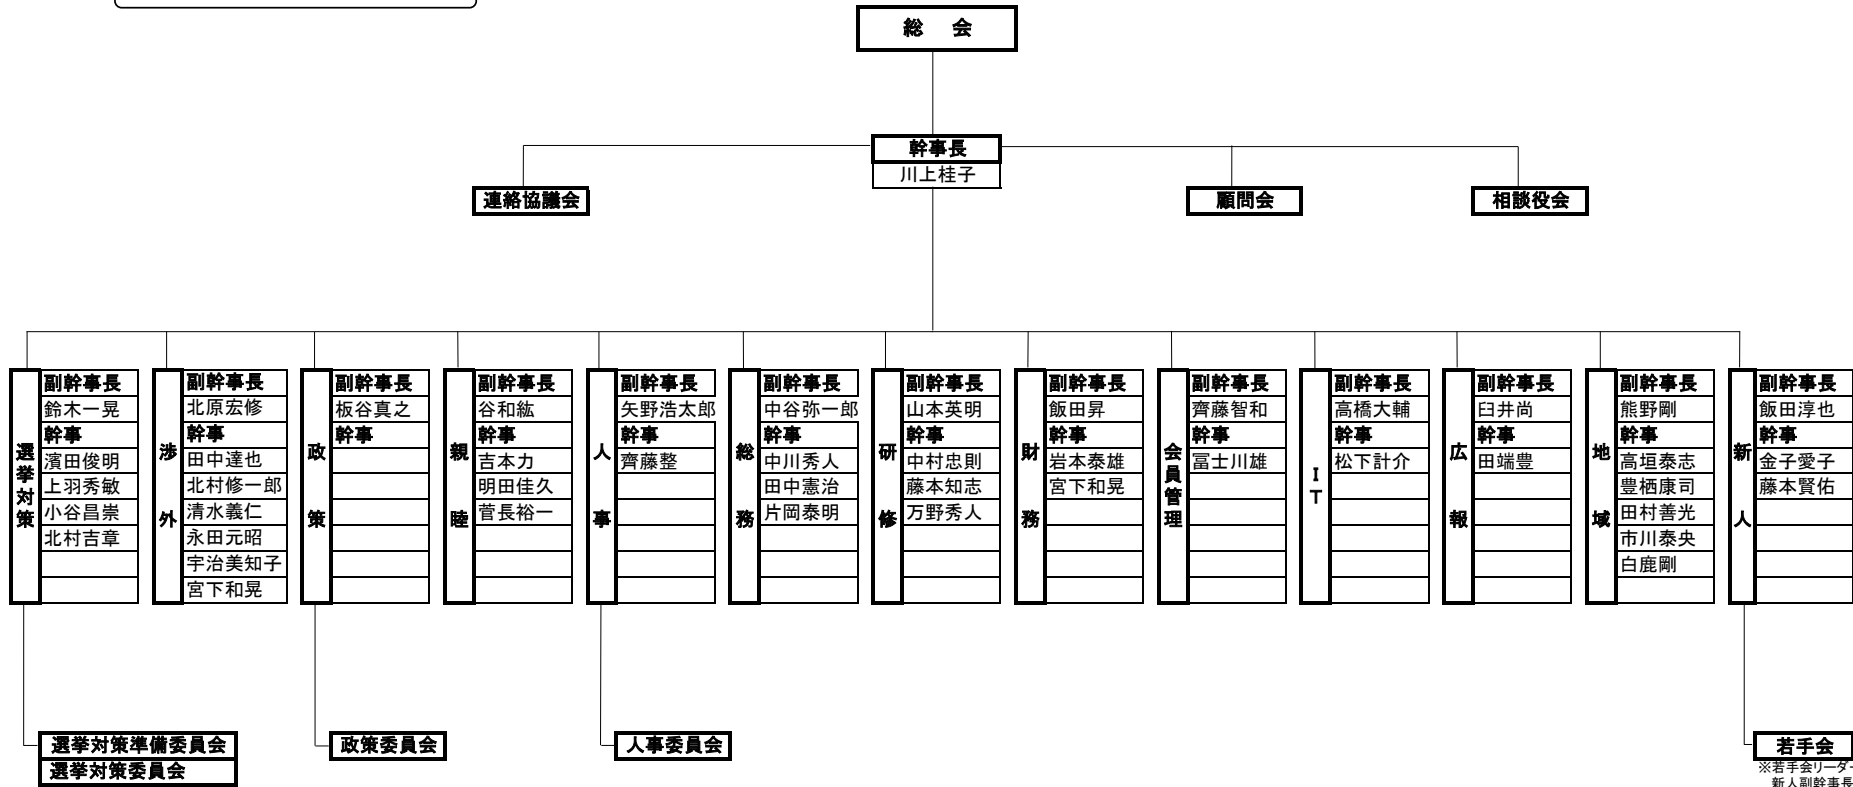 総 会
幹事長
川上桂子
連絡協議会
顧問会
相談役会
選挙対策
副幹事長
鈴木一晃
幹事
濱田俊明
上羽秀敏
小谷昌崇
北村吉章
渉外
副幹事長
北原宏修
幹事
田中達也
北村修一郎
清水義仁
永田元昭
宇治美知子
宮下和晃
政策
副幹事長
板谷真之
幹事
親睦
副幹事長
谷和紘
幹事
吉本力
明田佳久
菅長裕一
人事
副幹事長
矢野浩太郎
幹事
齊藤整
総務
副幹事長
中谷弥一郎
幹事
中川秀人
田中憲治
片岡泰明
研修
副幹事長
山本英明
幹事
中村忠則
藤本知志
万野秀人
財務
副幹事長
飯田昇
幹事
岩本泰雄
宮下和晃
会員管理
副幹事長
齊藤智和
幹事
冨士川雄
IT
副幹事長
高橋大輔
幹事
松下計介
広報
副幹事長
臼井尚
幹事
田端豊
地域
副幹事長
熊野剛
幹事
高垣泰志
豊栖康司
田村善光
市川泰央
白鹿剛
新人
副幹事長
飯田淳也
幹事
金子愛子
藤本賢佑
選挙対策準備委員会
選挙対策委員会
政策委員会
人事委員会
若手会
※若手会リーダー
新人副幹事長